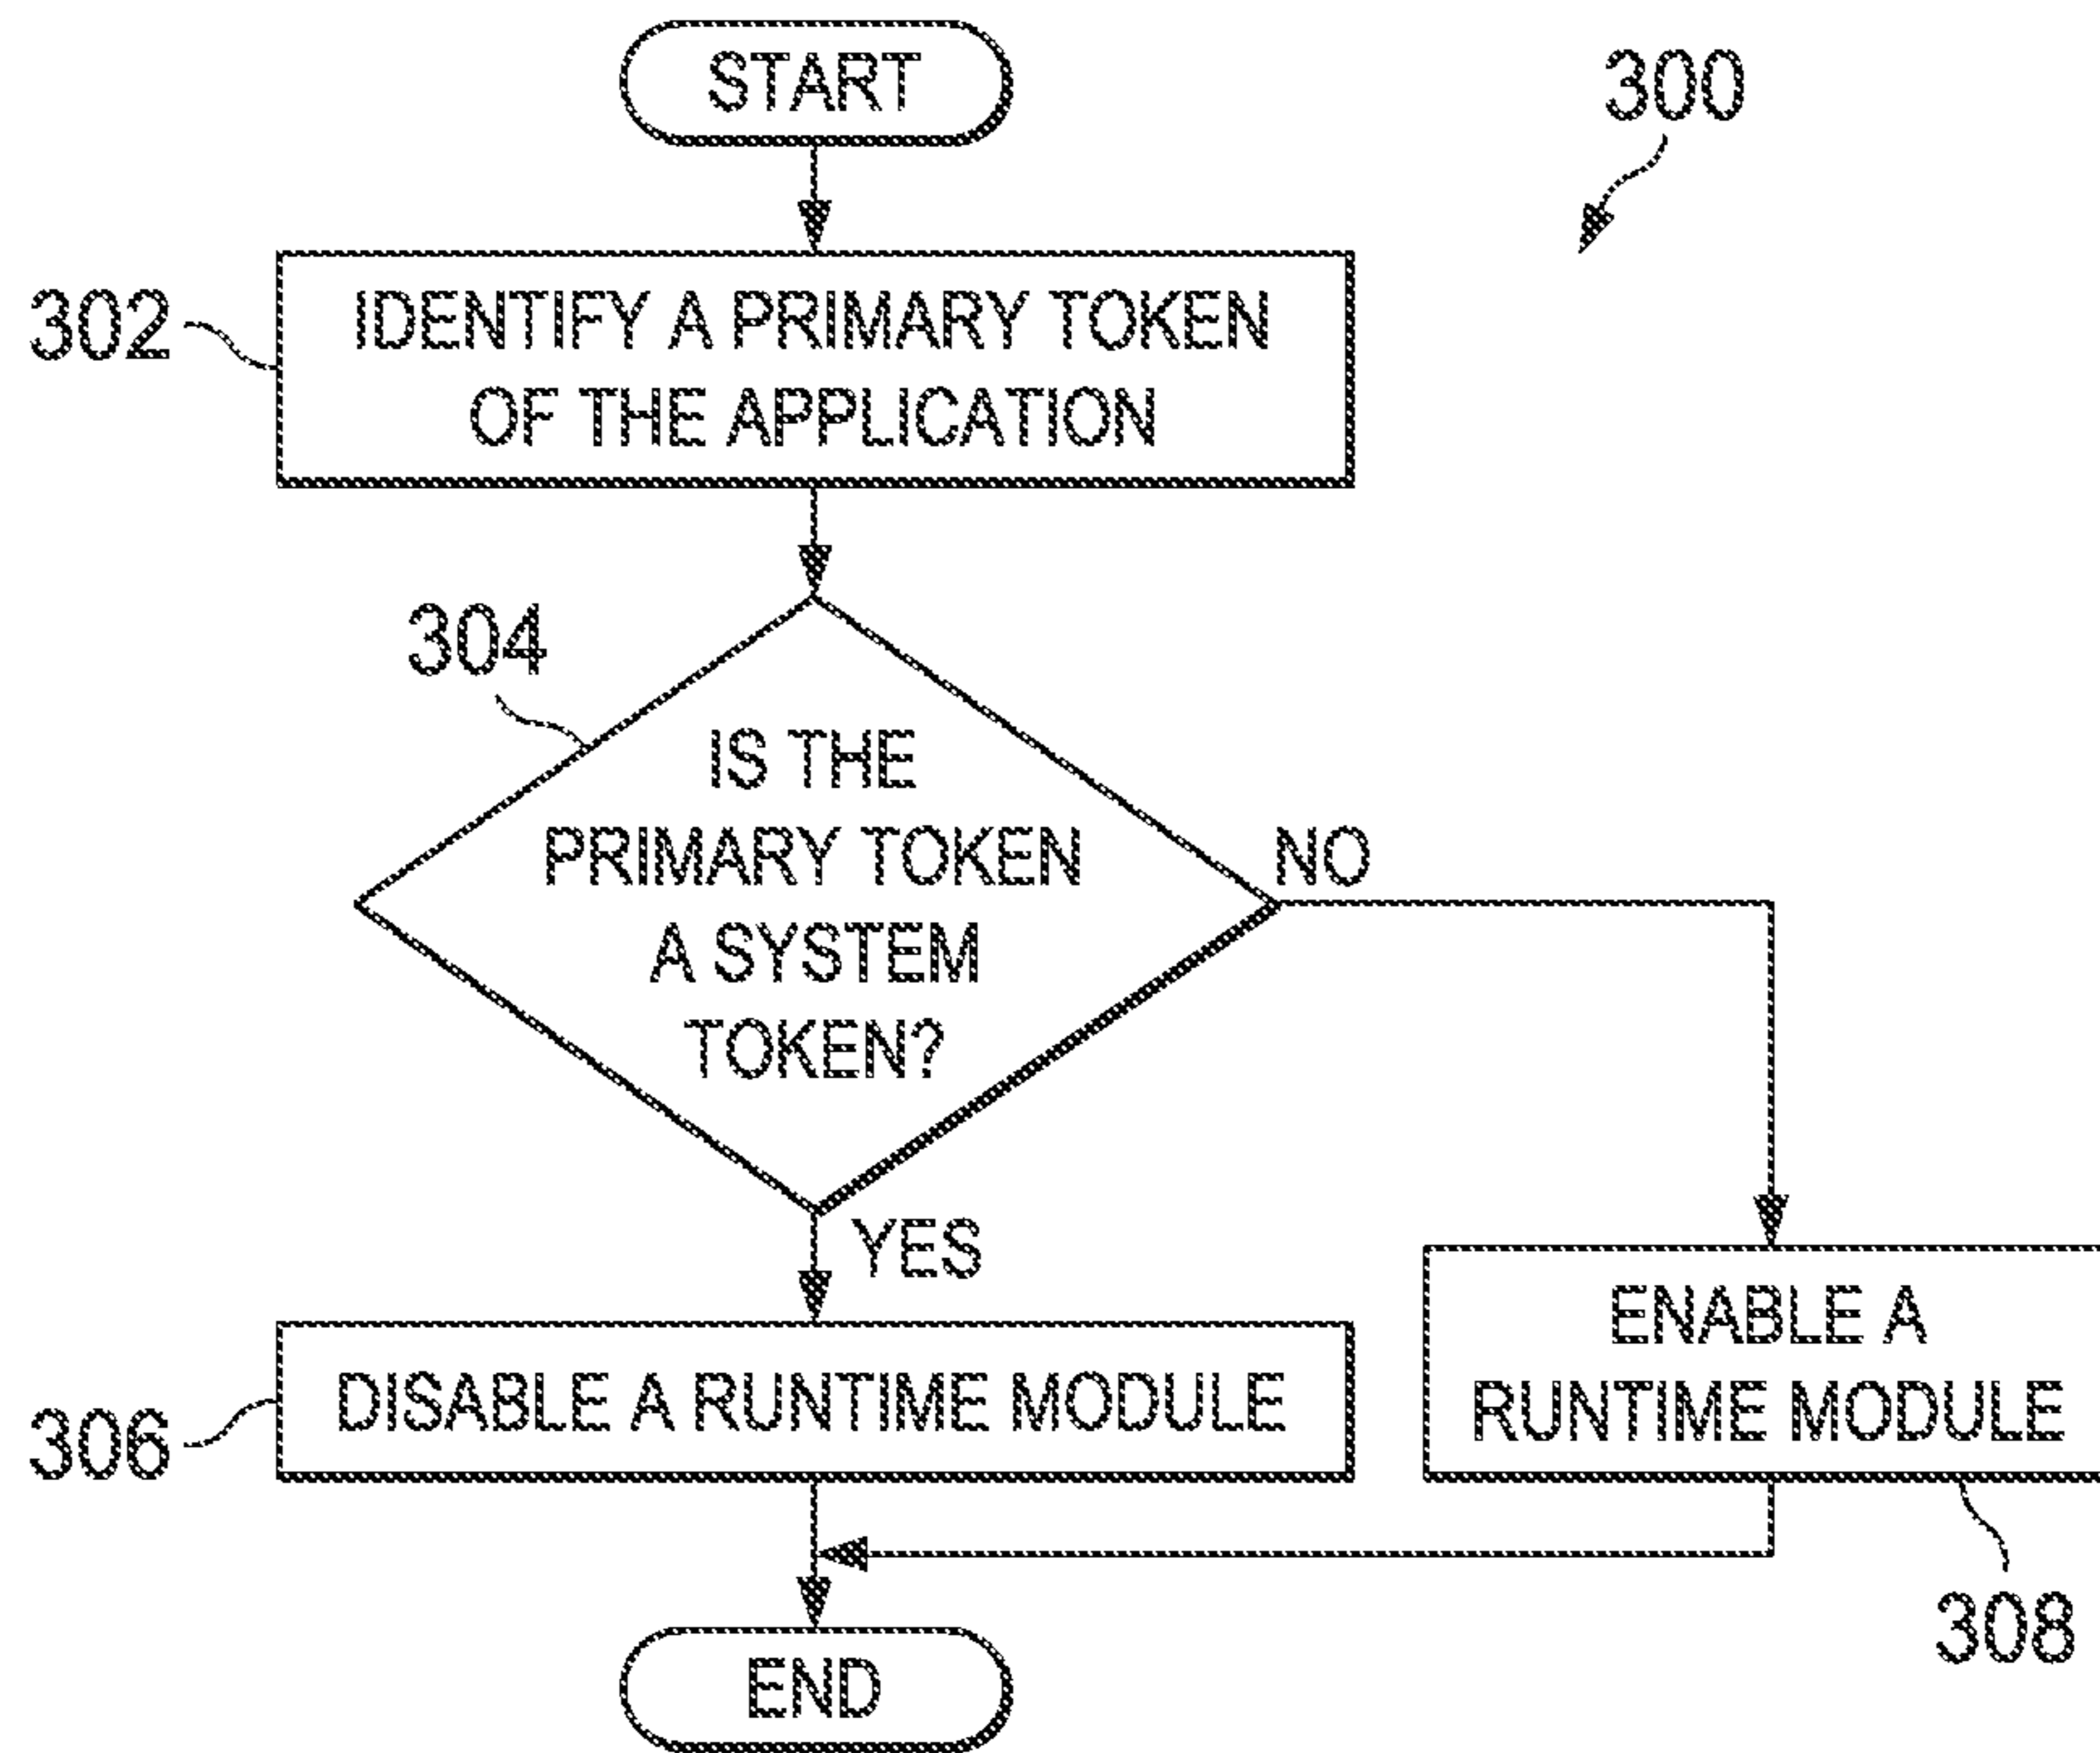 START
300
302
IDENTIFY A PRIMARY TOKEN
OF THE APPLICATION
304
IS THE
PRIMARY TOKEN
A SYSTEM
TOKEN?
NO
YES
306
DISABLE A RUNTIME MODULE
ENABLE A
RUNTIME MODULE
308
END